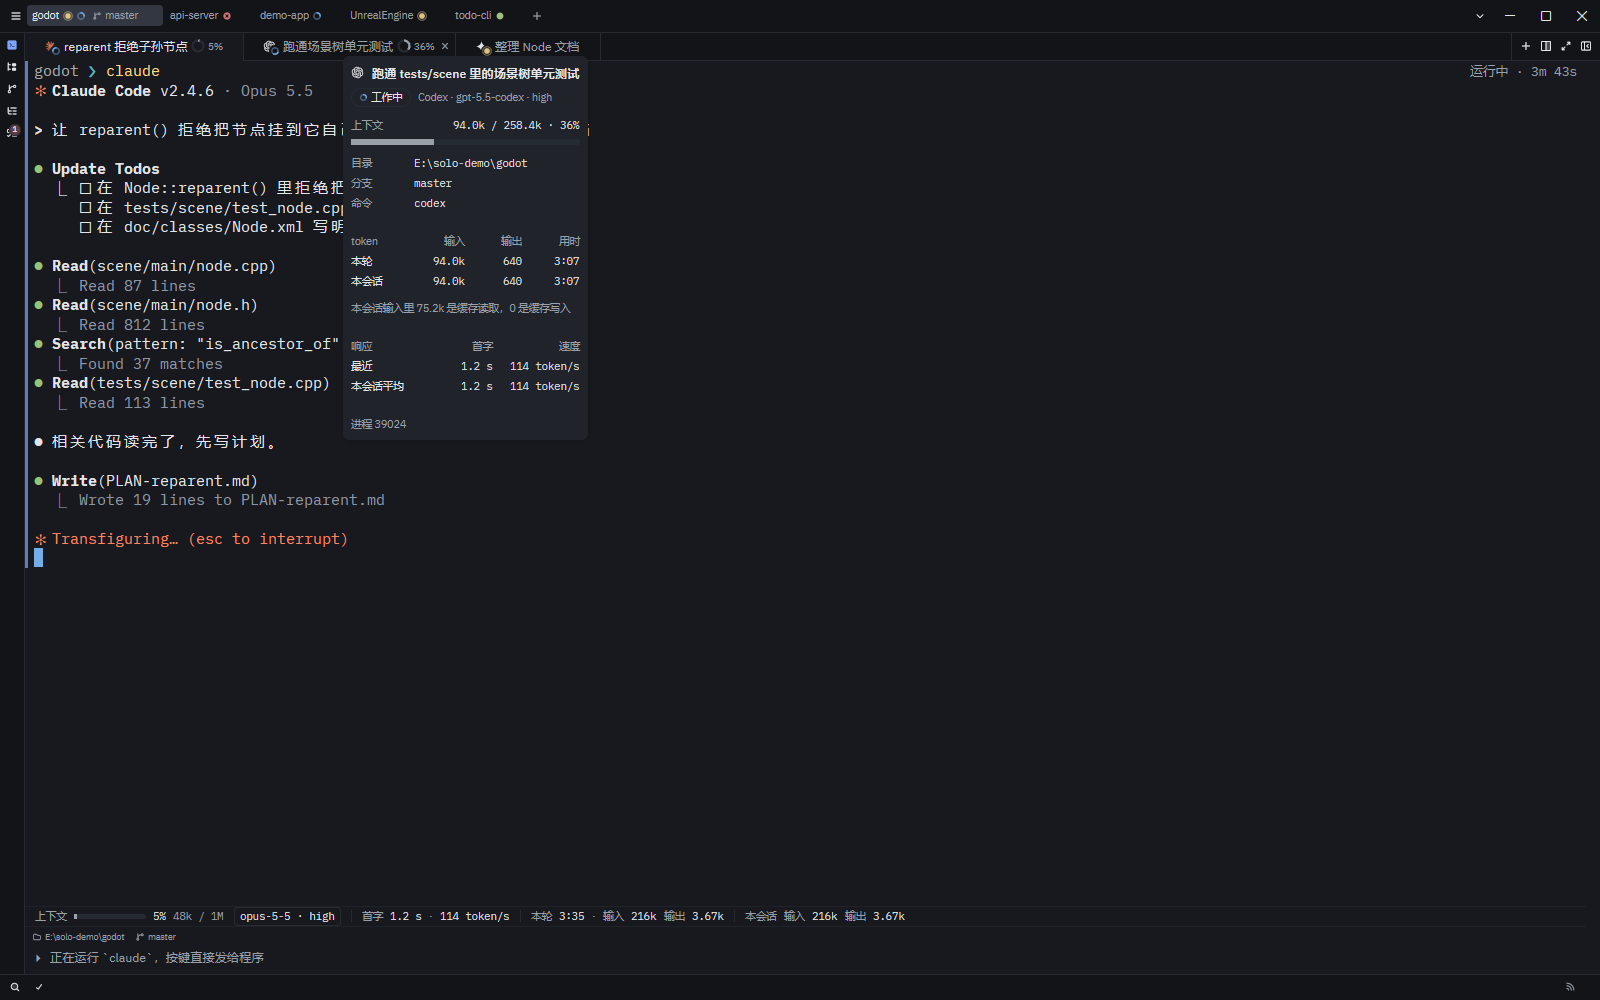 godot master api-server demo-app UnrealEngine todo-cli
reparent 拒绝子孙节点 5% 跑通场景树单元测试 36% 整理 Node 文档
godot ❯ claude
运行中 · 3m 43s
Claude Code v2.4.6 · Opus 5.5
> 让 reparent() 拒绝把节点挂到它自
Update Todos
在 Node::reparent() 里拒绝把
在 tests/scene/test_node.cp
在 doc/classes/Node.xml 写明
Read(scene/main/node.cpp)
Read 87 lines
Read(scene/main/node.h)
Read 812 lines
Search(pattern: "is_ancestor_of"
Found 37 matches
Read(tests/scene/test_node.cpp)
Read 113 lines
相关代码读完了，先写计划。
Write(PLAN-reparent.md)
Wrote 19 lines to PLAN-reparent.md
Transfiguring… (esc to interrupt)
跑通 tests/scene 里的场景树单元测试
工作中 Codex · gpt-5.5-codex · high
上下文 94.0k / 258.4k · 36%
目录 E:\solo-demo\godot
分支 master
命令 codex
token 输入 输出 用时
本轮 94.0k 640 3:07
本会话 94.0k 640 3:07
本会话输入里 75.2k 是缓存读取，0 是缓存写入
响应 首字 速度
最近 1.2 s 114 token/s
本会话平均 1.2 s 114 token/s
进程 39024
上下文 5% 48k / 1M opus-5-5 · high 首字 1.2 s · 114 token/s 本轮 3:35 · 输入 216k 输出 3.67k 本会话 输入 216k 输出 3.67k
E:\solo-demo\godot master
正在运行 `claude`，按键直接发给程序
1